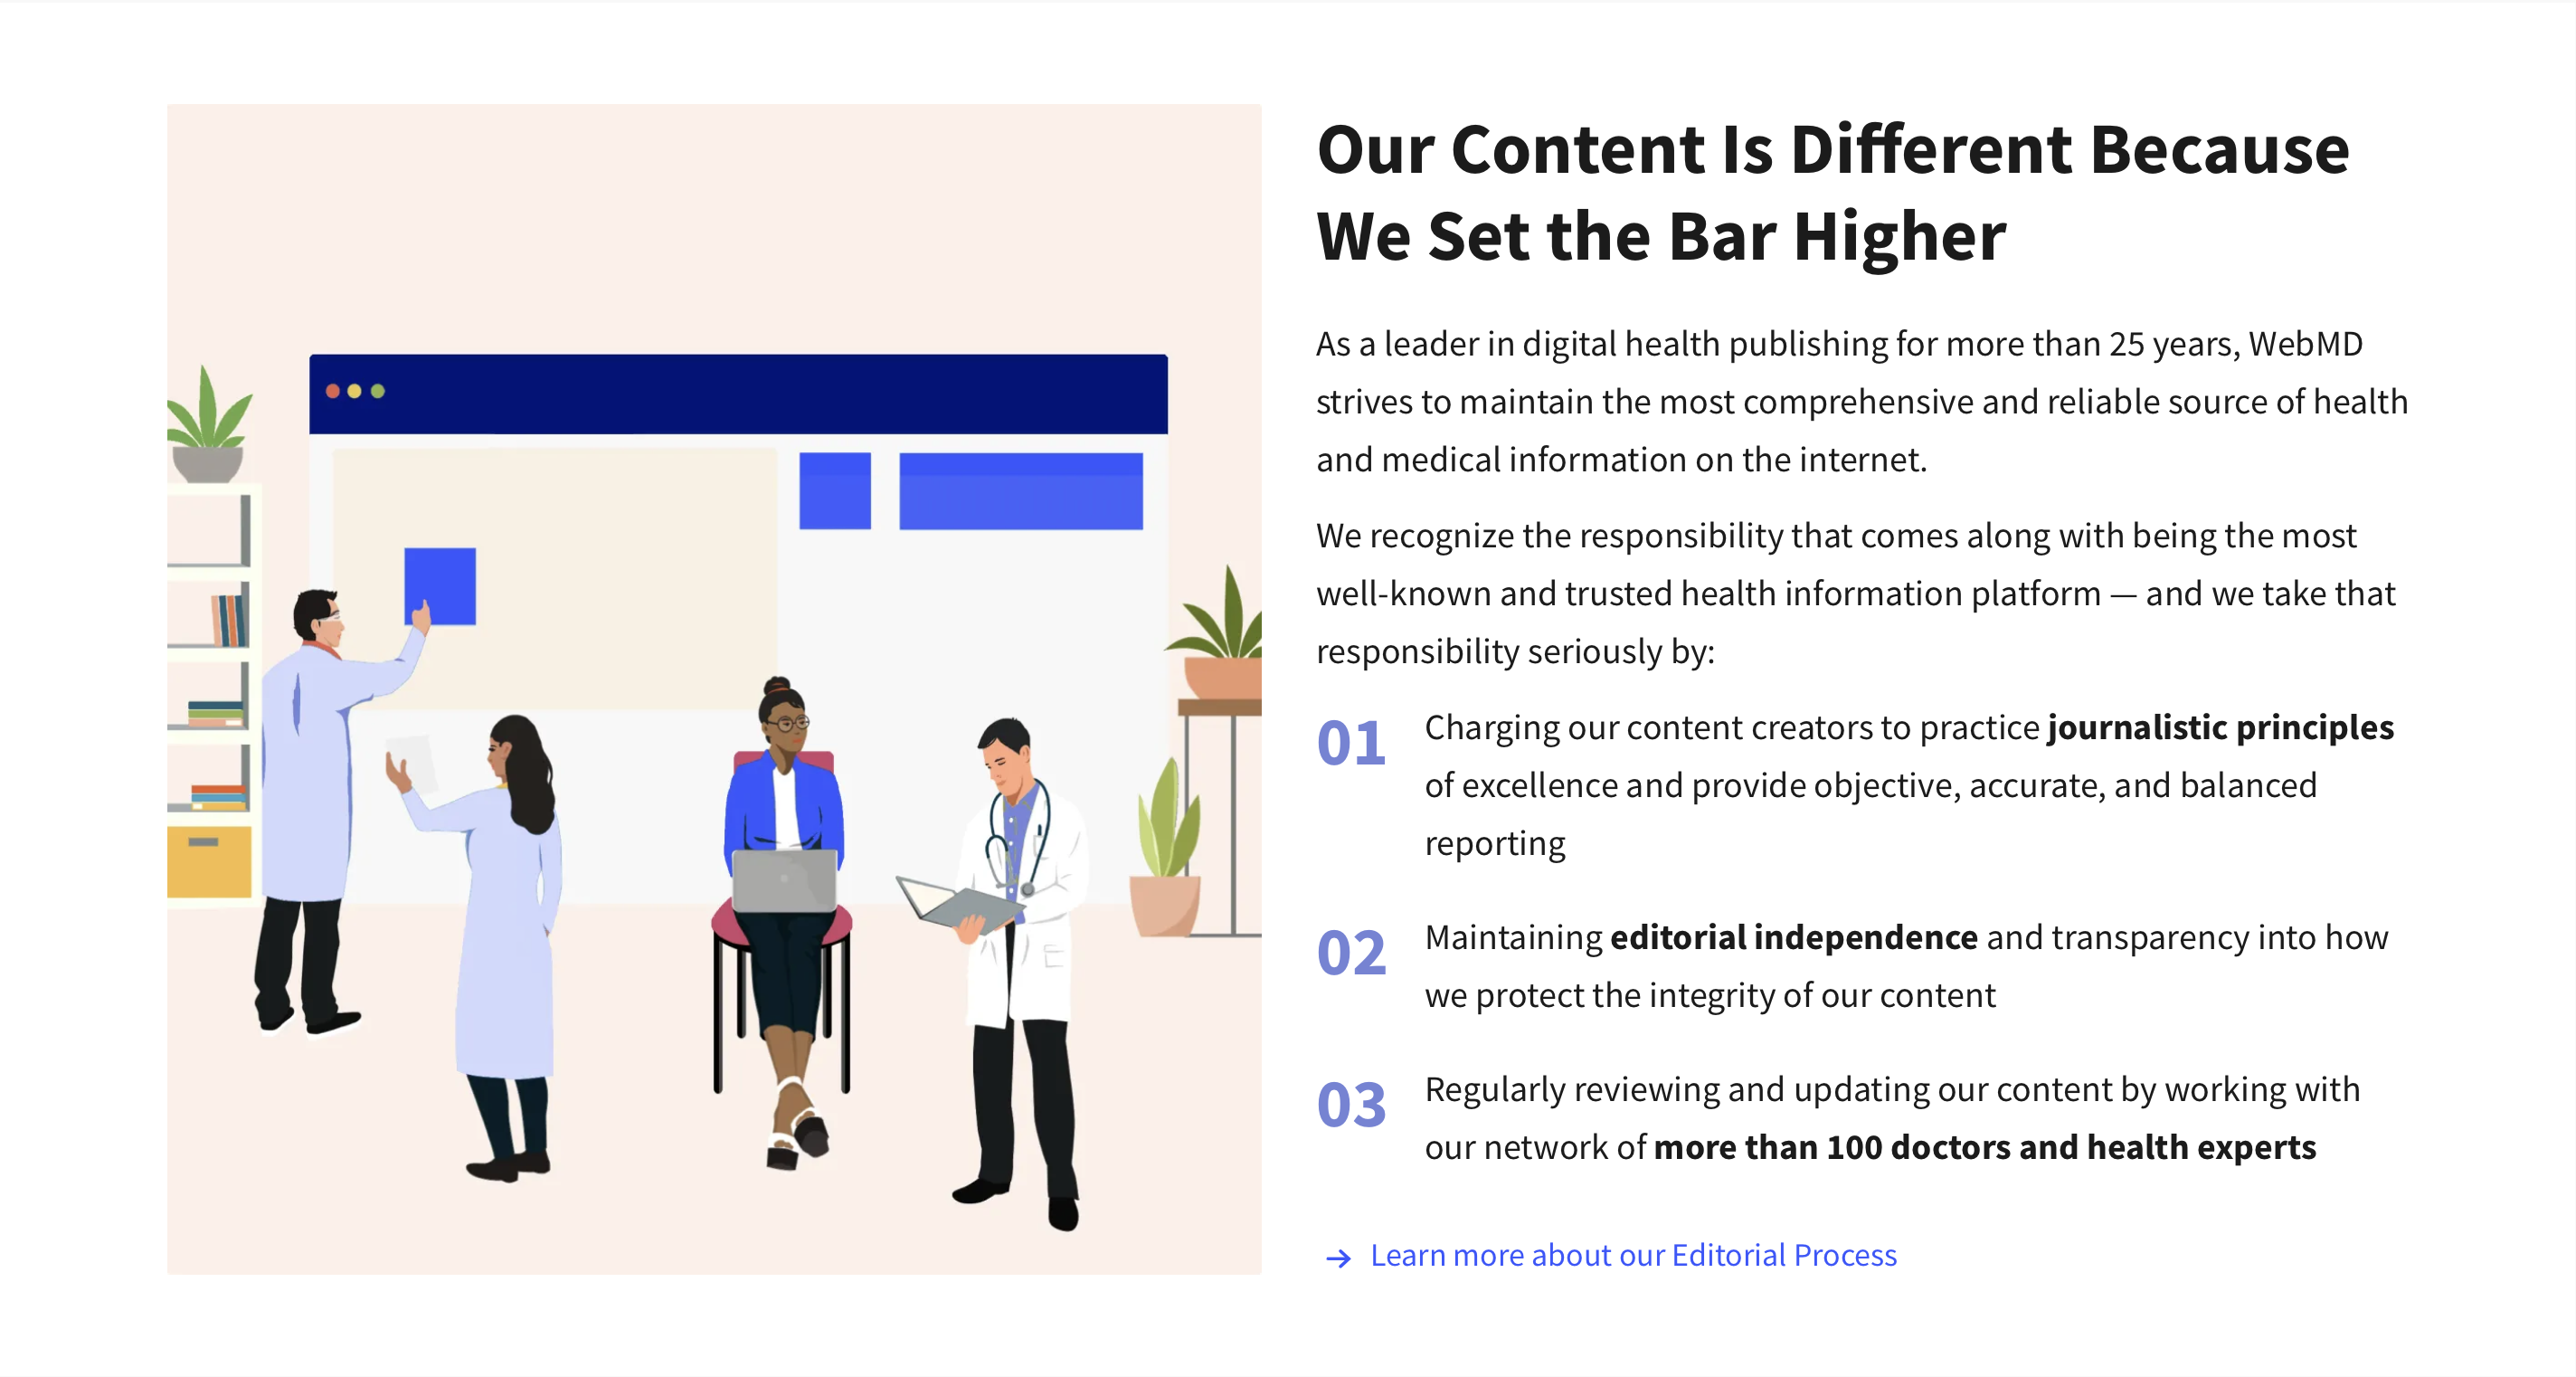 Our Content Is Different Because
We Set the Bar Higher
As a leader in digital health publishing for more than 25 years, WebMD
strives to maintain the most comprehensive and reliable source of health
and medical information on the internet.
We recognize the responsibility that comes along with being the most
well-known and trusted health information platform — and we take that
responsibility seriously by:
01
Charging our content creators to practice journalistic principles
of excellence and provide objective, accurate, and balanced
reporting
02
Maintaining editorial independence and transparency into how
we protect the integrity of our content
03
Regularly reviewing and updating our content by working with
our network of more than 100 doctors and health experts
→ Learn more about our Editorial Process